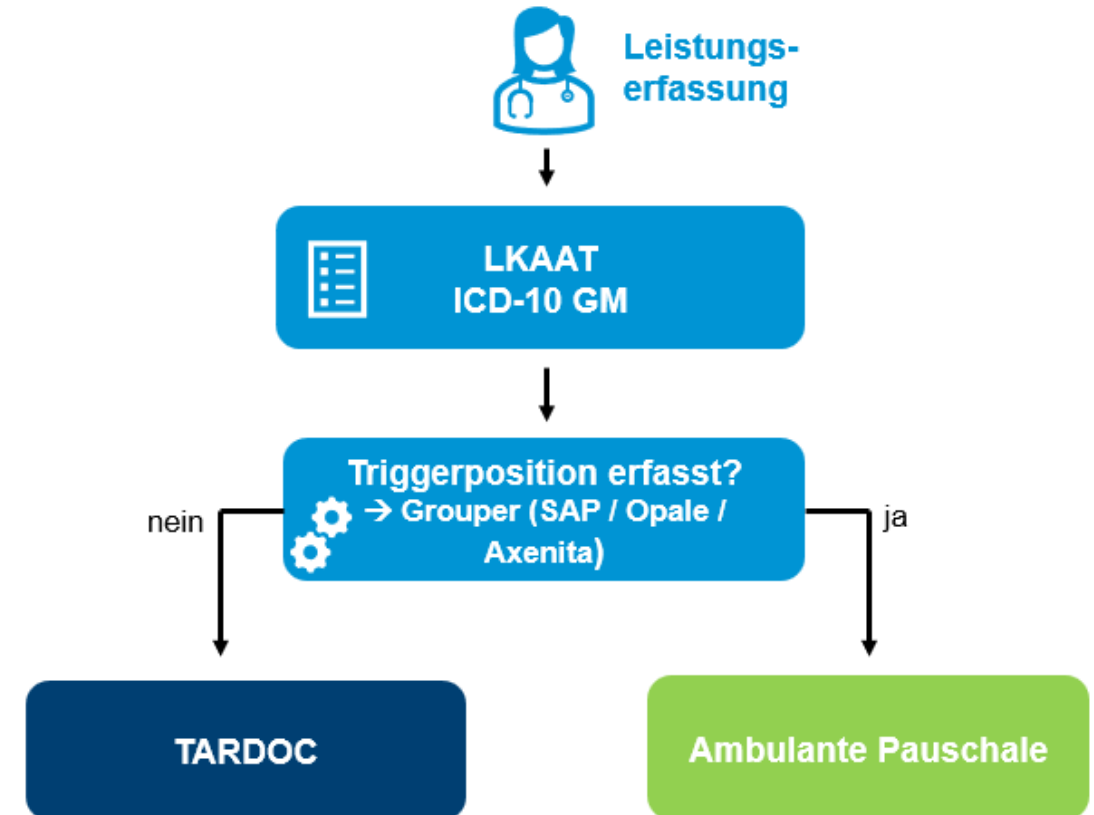 Leistungs-
erfassung
LKAAT
ICD-10 GM
Triggerposition erfasst?
→ Grouper (SAP / Opale /
Axenita)
nein
ja
TARDOC
Ambulante Pauschale